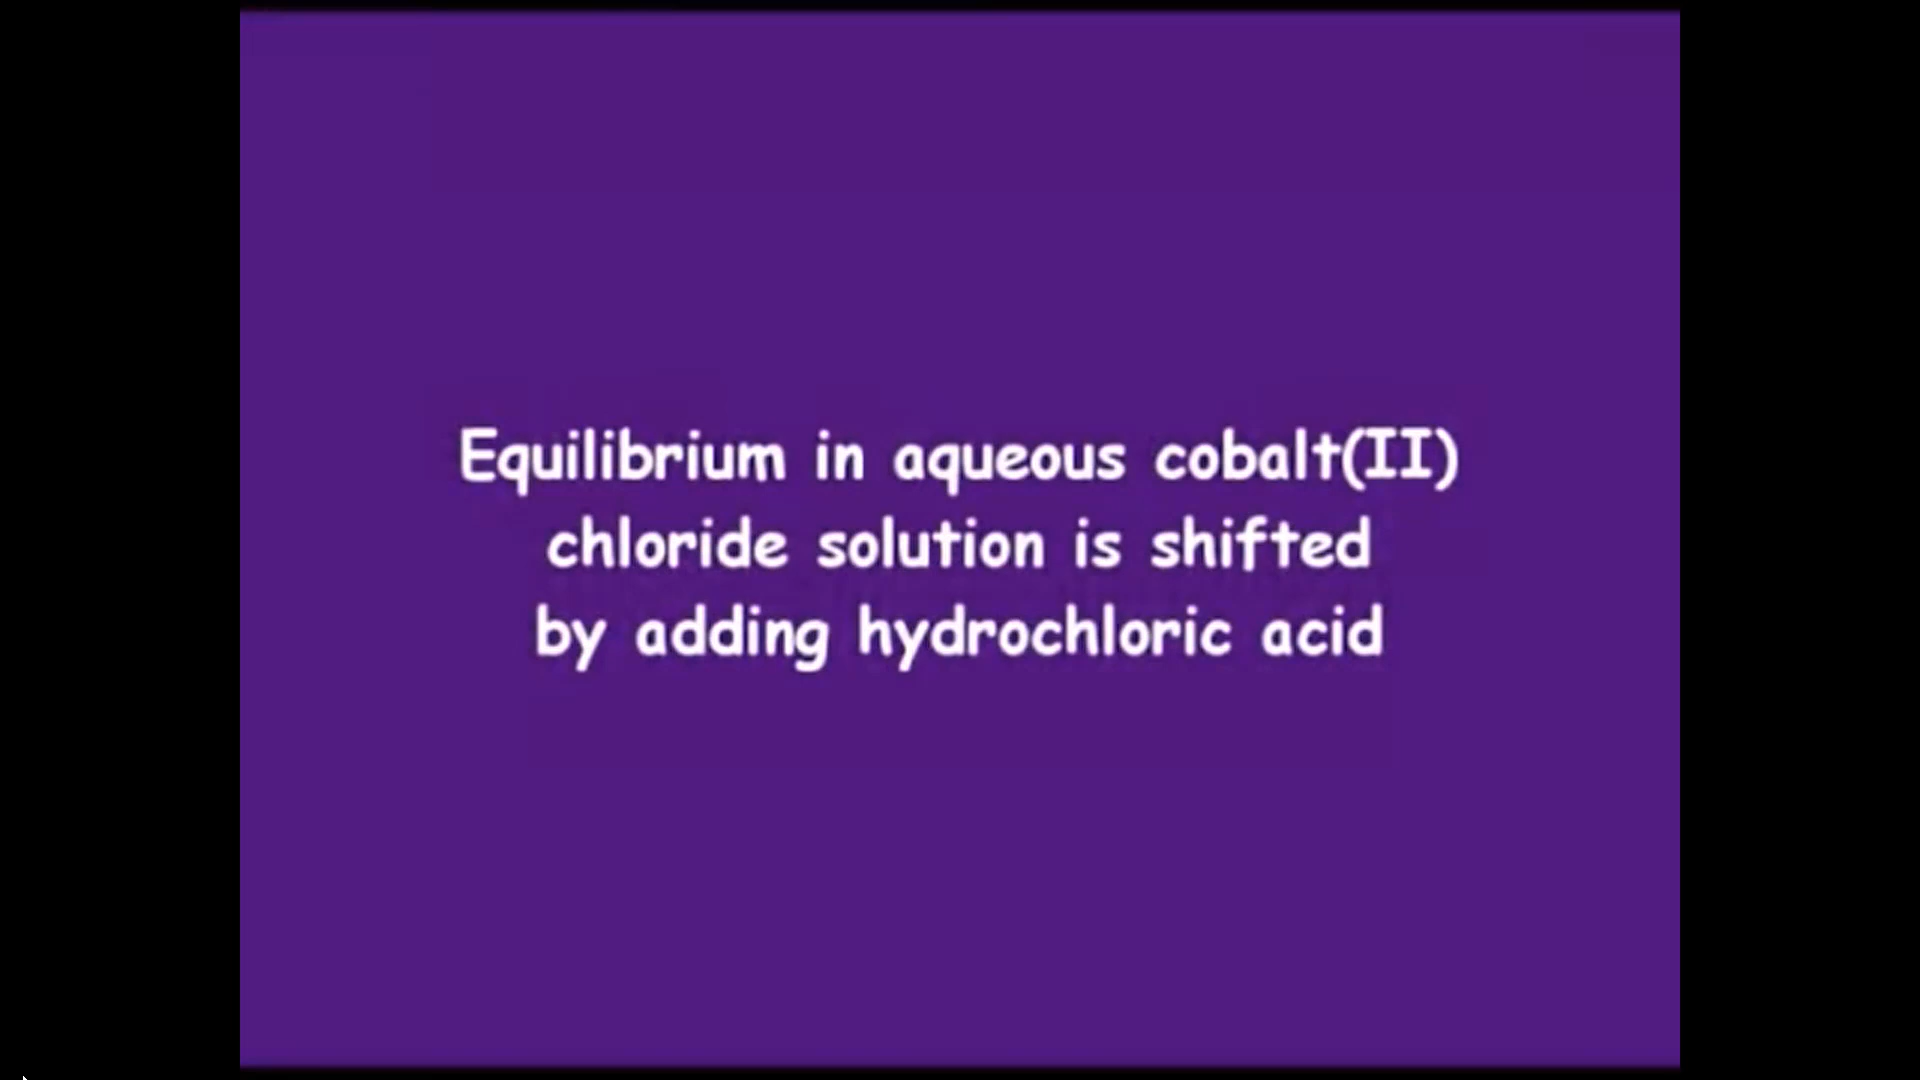 Equilibrium in aqueous cobalt(II)
chloride solution is shifted
by adding hydrochloric acid